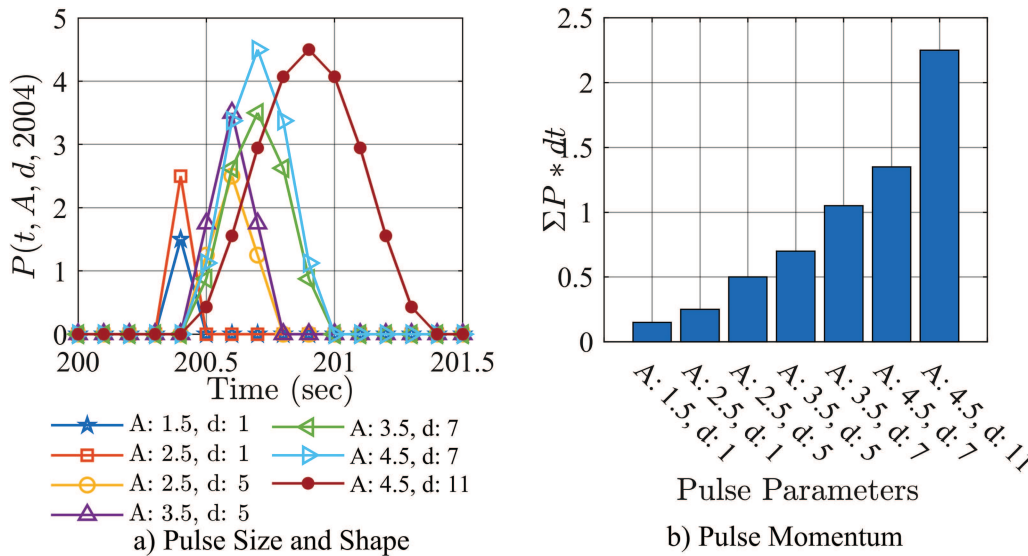 5
4
3
2
1
0
P(t, A, d, 2004)
200
200.5
201
201.5
Time (sec)
A: 1.5, d: 1
A: 2.5, d: 1
A: 2.5, d: 5
A: 3.5, d: 5
A: 3.5, d: 7
A: 4.5, d: 7
A: 4.5, d: 11
a) Pulse Size and Shape
2.5
2
1.5
1
0.5
0
ΣP * dt
A: 1.5, d: 1
A: 2.5, d: 1
A: 2.5, d: 5
A: 3.5, d: 5
A: 3.5, d: 7
A: 4.5, d: 7
A: 4.5, d: 11
Pulse Parameters
b) Pulse Momentum